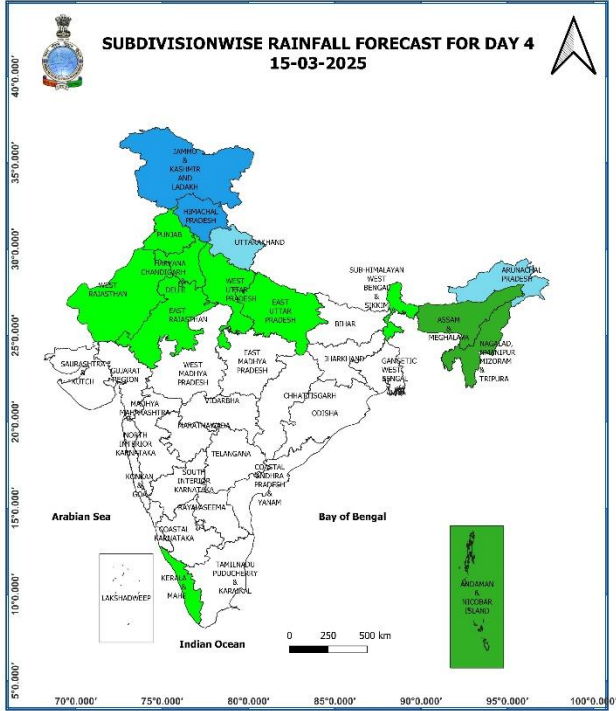 SUBDIVISIONWISE RAINFALL FORECAST FOR DAY 4
15-03-2025
40°0.000'
35°0.000'
30°0.000'
25°0.000'
20°0.000'
15°0.000'
10°0.000'
5°0.000'
JAMMU
&
KASHMIR
AND
LADAKH
HIMACHAL
PRADESH
PUNJAB
UTTARAKHAND
HARYANA
CHANDIGARH
&
DELHI
WEST
RAJASTHAN
EAST
RAJASTHAN
WEST
UTTAR
PRADESH
EAST
UTTAR
PRADESH
SUB-HIMALAYAN
WEST
BENGAL
&
SIKKIM
ARUNACHAL
PRADESH
ASSAM
&
MEGHALAYA
NAGALAD,
MANIPUR
MIZORAM
&
TRIPURA
BIHAR
SAURASHTRA
&
KUTCH
GUJARAT
REGION
WEST
MADHYA
PRADESH
EAST
MADHYA
PRADESH
JHARKHAND
GANGETIC
WEST
BENGAL
MADHYA
MAHARASHTRA
VIDARBHA
CHHATTISGARH
ODISHA
MARATHAWADA
NORTH
INTERIOR
KARNATAKA
TELANGANA
KONKAN
&
GOA
SOUTH
INTERIOR
KARNATAKA
COASTAL
ANDHRA
PRADESH
&
YANAM
RAYALASEEMA
Arabian Sea
Bay of Bengal
COASTAL
KARNATAKA
LAKSHADWEEP
KERALA
&
MAHE
TAMILNADU
PUDUCHERRY
&
KARAIKAL
ANDAMAN
&
NICOBAR
ISLAND
Indian Ocean
0 250 500 km
70°0.000' 75°0.000' 80°0.000' 85°0.000' 90°0.000' 95°0.000' 100°0.000'